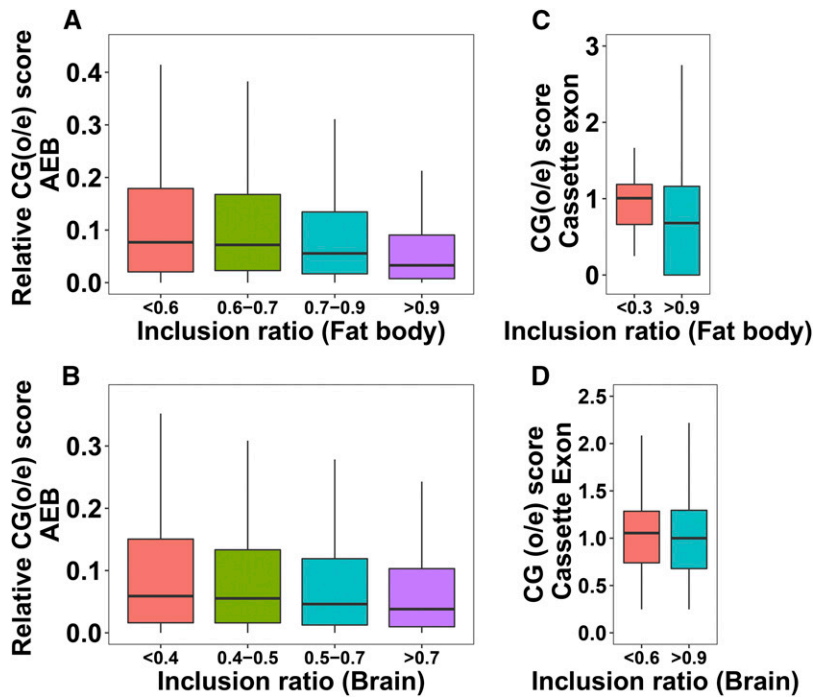 A
Relative CG(o/e) score
AEB
0.4
0.3
0.2
0.1
0.0
<0.6 0.6–0.7 0.7–0.9 >0.9
Inclusion ratio (Fat body)
C
CG(o/e) score
Cassette exon
3
2
1
0
<0.3 >0.9
Inclusion ratio (Fat body)
B
Relative CG(o/e) score
AEB
0.3
0.2
0.1
0.0
<0.4 0.4–0.5 0.5–0.7 >0.7
Inclusion ratio (Brain)
D
CG (o/e) score
Cassette Exon
2.5
2.0
1.5
1.0
0.5
0.0
<0.6 >0.9
Inclusion ratio (Brain)